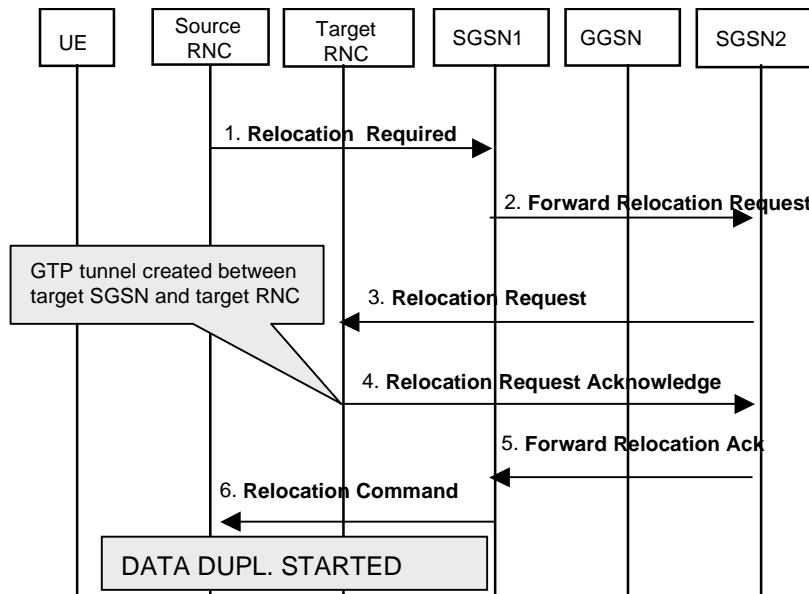 UE
Source
RNC
Target
RNC
SGSN1
GGSN
SGSN2
1. Relocation Required
2. Forward Relocation Request
GTP tunnel created between
target SGSN and target RNC
3. Relocation Request
4. Relocation Request Acknowledge
5. Forward Relocation Ack
6. Relocation Command
DATA DUPL. STARTED